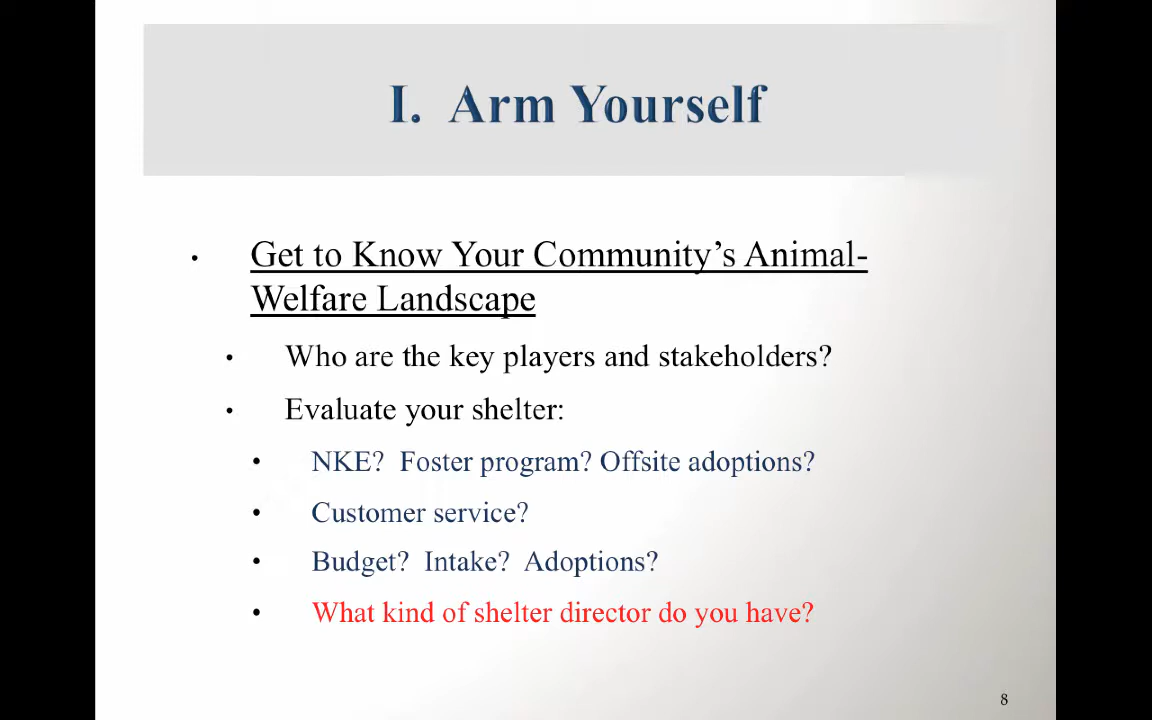 I. Arm Yourself
• Get to Know Your Community’s Animal-
Welfare Landscape
• Who are the key players and stakeholders?
• Evaluate your shelter:
• NKE? Foster program? Offsite adoptions?
• Customer service?
• Budget? Intake? Adoptions?
• What kind of shelter director do you have?
8